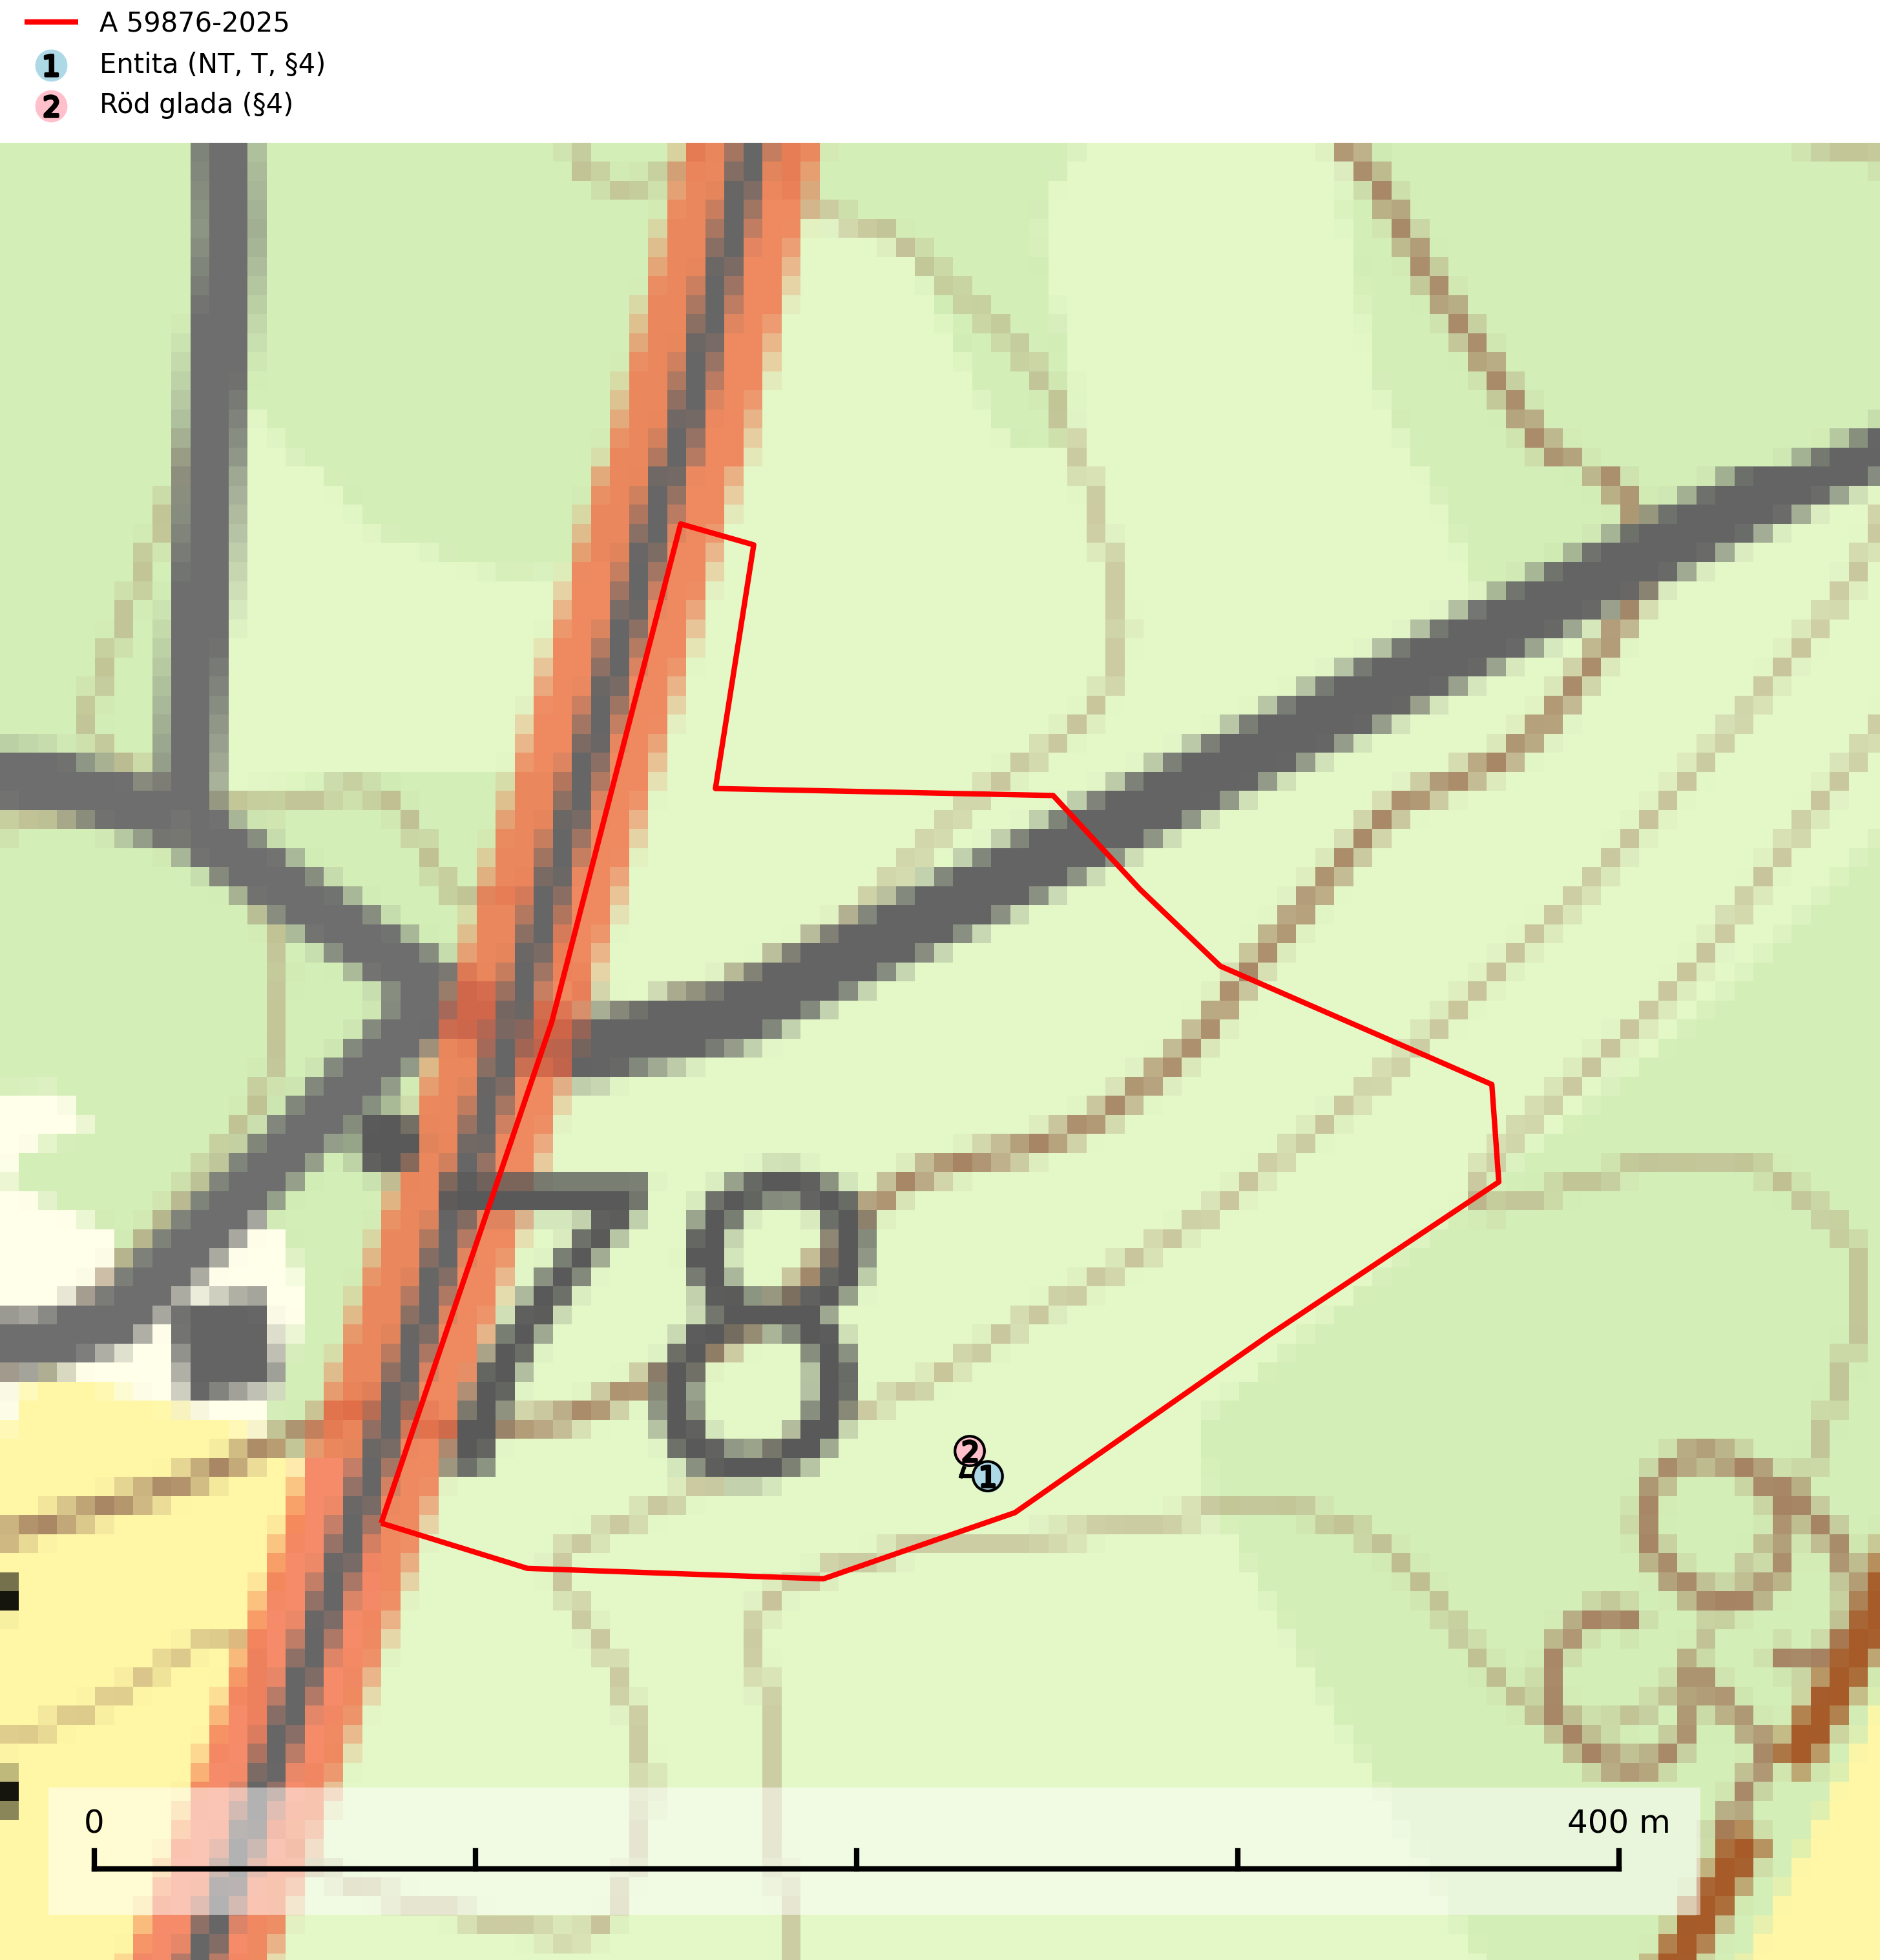 A 59876-2025
1 Entita (NT, T, §4)
2 Röd glada (§4)
78
2
1
0 400 m